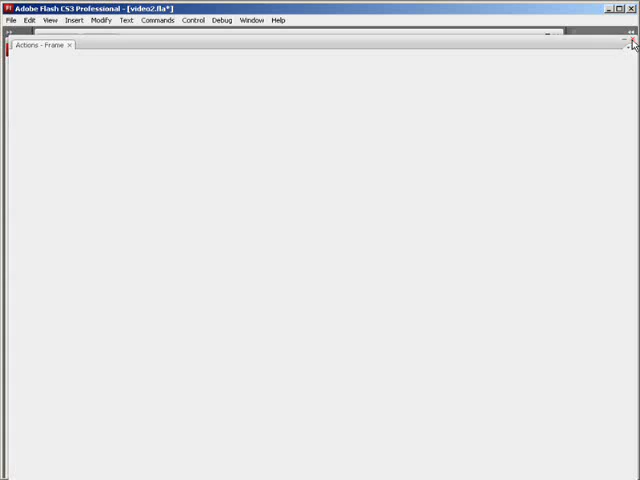 Fl Adobe Flash CS3 Professional - [video2.fla*]
File Edit View Insert Modify Text Commands Control Debug Window Help
Actions - Frame